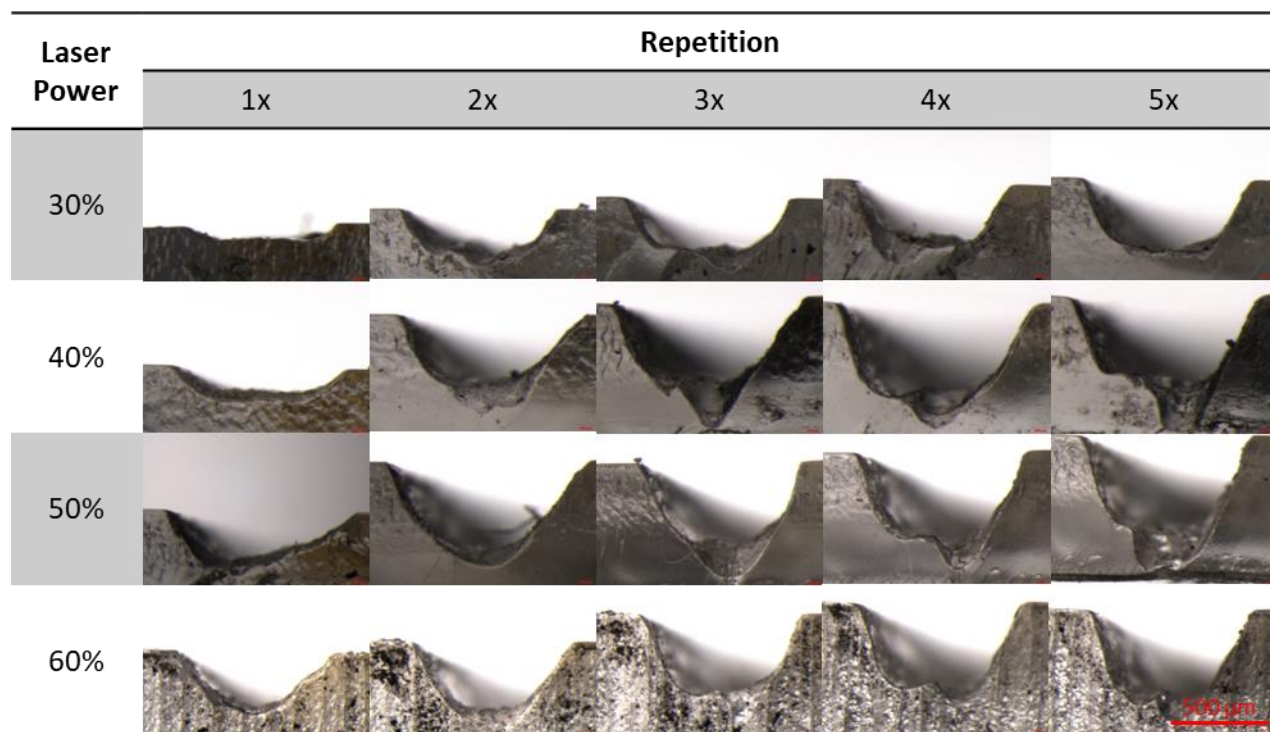 Laser Power
Repetition
1x 2x 3x 4x 5x
30%
40%
50%
60%
500 µm